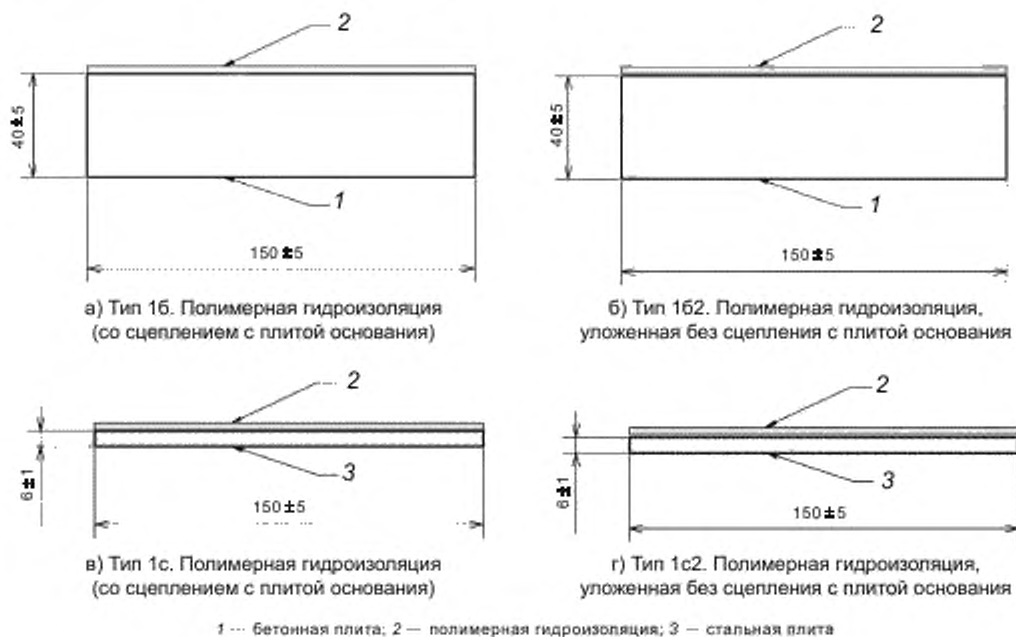 2
2
40±5
40±5
1
1
150±5
150±5
а) Тип 1б. Полимерная гидроизоляция
(со сцеплением с плитой основания)
б) Тип 1б2. Полимерная гидроизоляция,
уложенная без сцепления с плитой основания
2
2
3
3
6±1
6±1
150±5
150±5
в) Тип 1с. Полимерная гидроизоляция
(со сцеплением с плитой основания)
г) Тип 1с2. Полимерная гидроизоляция,
уложенная без сцепления с плитой основания
1 — бетонная плита; 2 — полимерная гидроизоляция; 3 — стальная плита